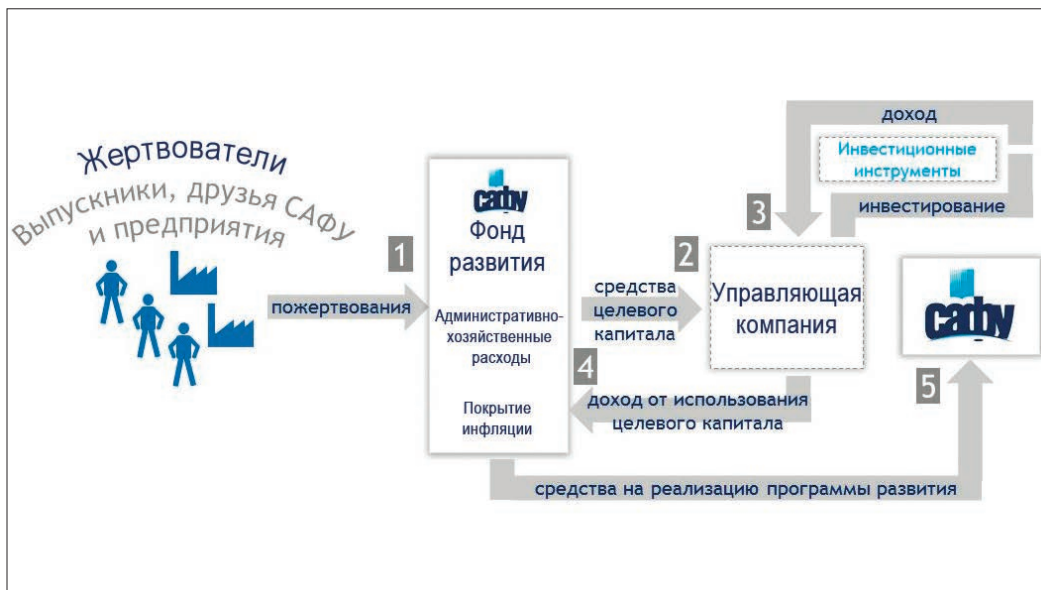 Жертвователи
Выпускники, друзья САФУ
и предприятия
пожертвования
1
сафу
Фонд
развития
Административно-
хозяйственные
расходы
Покрытие
инфляции
средства
целевого
капитала
2
Управляющая
компания
3
доход
Инвестиционные
инструменты
инвестирование
4
доход от использования
целевого капитала
5
сафу
средства на реализацию программы развития